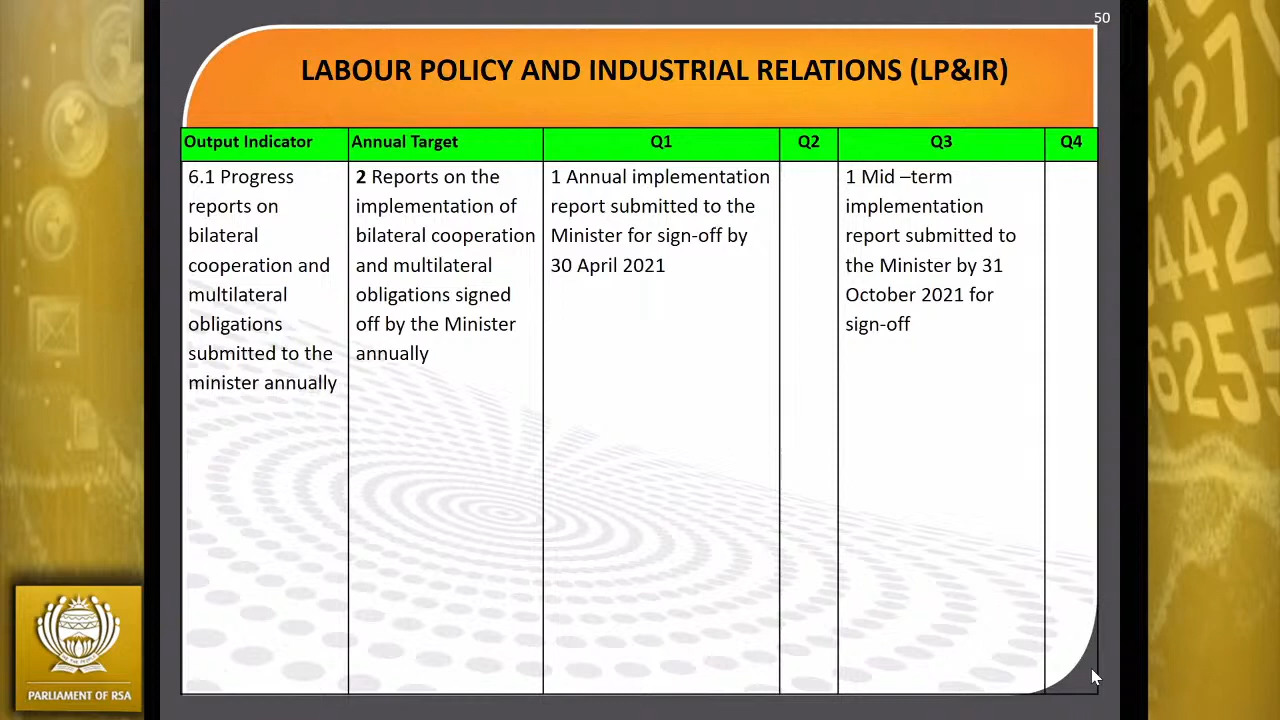 50
LABOUR POLICY AND INDUSTRIAL RELATIONS (LP&IR)
Output Indicator
Annual Target
Q1
Q2
Q3
Q4
6.1 Progress
reports on
bilateral
cooperation and
multilateral
obligations
submitted to the
minister annually
2 Reports on the
implementation of
bilateral cooperation
and multilateral
obligations signed
off by the Minister
annually
1 Annual implementation
report submitted to the
Minister for sign-off by
30 April 2021
1 Mid –term
implementation
report submitted to
the Minister by 31
October 2021 for
sign-off
PARLIAMENT OF RSA